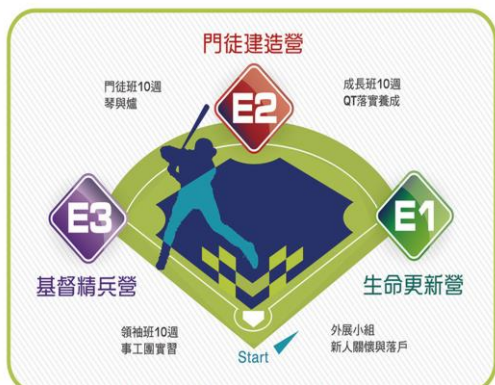 門徒建造營
門徒班10週
琴與爐
E2
成長班10週
QT落實養成
E3
基督精兵營
E1
生命更新營
領袖班10週
事工團實習
Start
外展小組
新人關懷與落戶